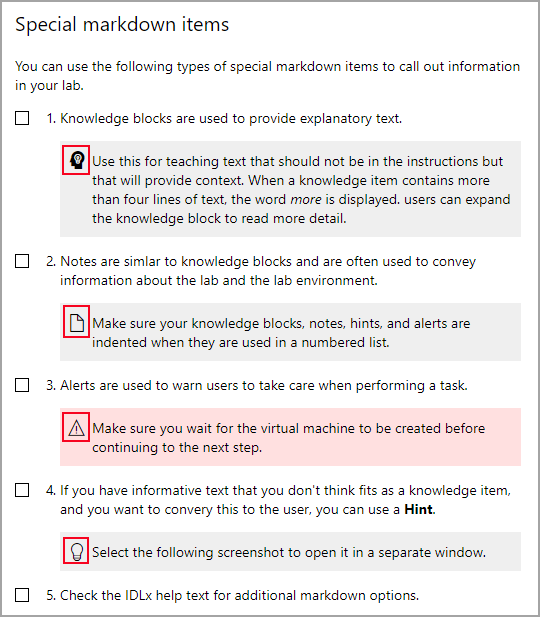 Special markdown items
You can use the following types of special markdown items to call out information
in your lab.
1. Knowledge blocks are used to provide explanatory text.
Use this for teaching text that should not be in the instructions but
that will provide context. When a knowledge item contains more
than four lines of text, the word more is displayed. users can expand
the knowledge block to read more detail.
2. Notes are simlar to knowledge blocks and are often used to convey
information about the lab and the lab environment.
Make sure your knowledge blocks, notes, hints, and alerts are
indented when they are used in a numbered list.
3. Alerts are used to warn users to take care when performing a task.
Make sure you wait for the virtual machine to be created before
continuing to the next step.
4. If you have informative text that you don't think fits as a knowledge item,
and you want to convery this to the user, you can use a Hint.
Select the following screenshot to open it in a separate window.
5. Check the IDLx help text for additional markdown options.